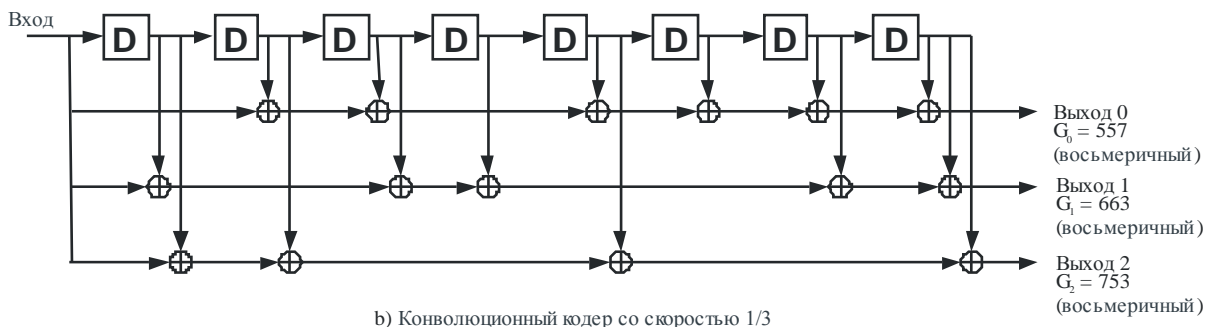 Вход
D D D D D D D D
Выход 0
G₀ = 557
(восьмеричный)
Выход 1
G₁ = 663
(восьмеричный)
Выход 2
G₂ = 753
(восьмеричный)
b) Конволюционный кодер со скоростью 1/3